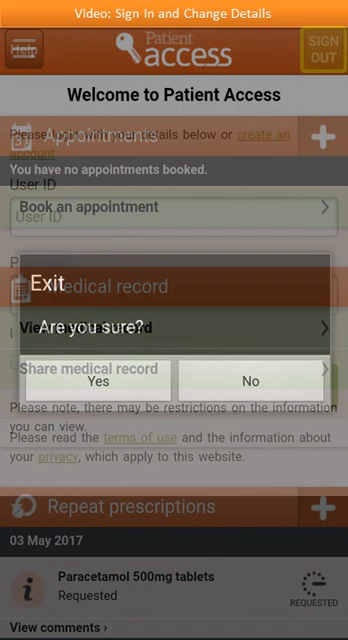 Video: Sign In and Change Details
Help
Patient
access
SIGN
OUT
Welcome to Patient Access
Please login with your details below or create an
account
Appointments
You have no appointments booked.
User ID
Book an appointment
User ID
Exit
Medical record
Are you sure?
Share medical record
Yes
No
Please note, there may be restrictions on the information
you can view.
Please read the terms of use and the information about
your privacy, which apply to this website.
Repeat prescriptions
03 May 2017
Paracetamol 500mg tablets
Requested
REQUESTED
View comments ›